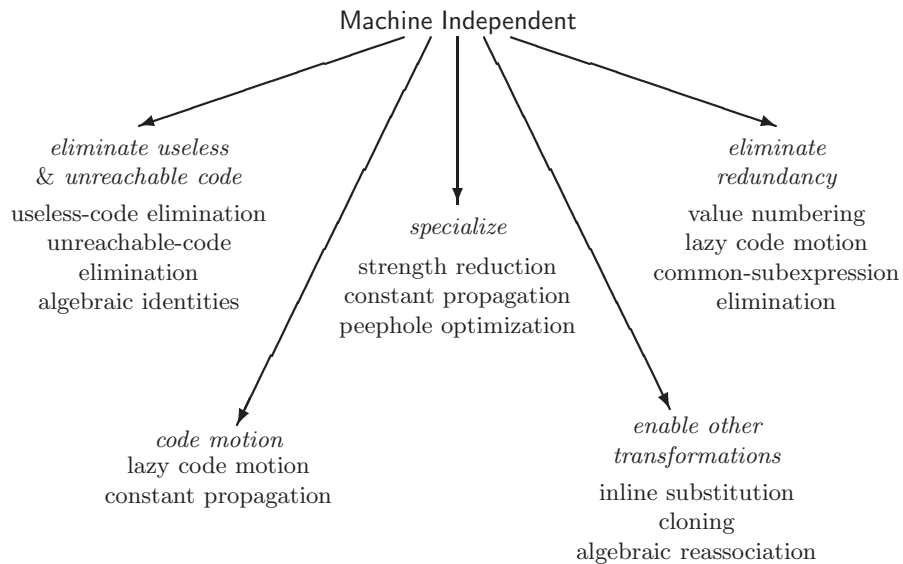 Machine Independent
eliminate useless
& unreachable code
useless-code elimination
unreachable-code
elimination
algebraic identities
specialize
strength reduction
constant propagation
peephole optimization
eliminate
redundancy
value numbering
lazy code motion
common-subexpression
elimination
code motion
lazy code motion
constant propagation
enable other
transformations
inline substitution
cloning
algebraic reassociation